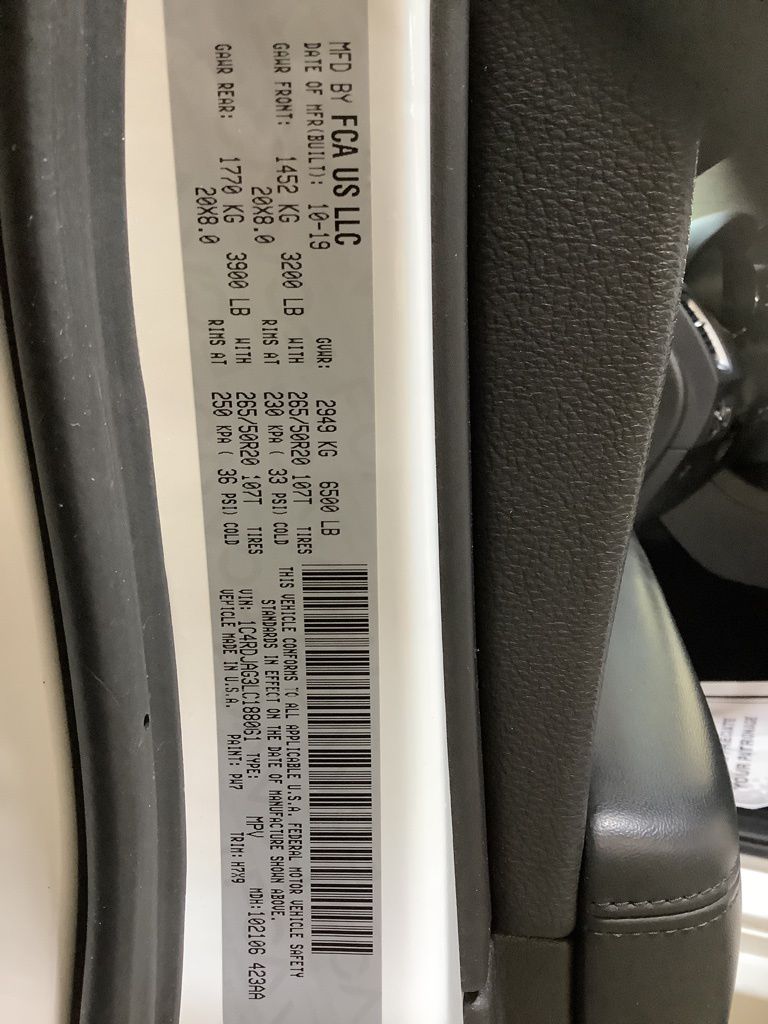 MFD BY FCA US LLC
DATE OF MFR(BUILT): 10-19 GVWR: 2949 KG 6500 LB
GAWR FRONT: 1452 KG 3200 LB WITH 265/50R20 107T TIRES
20X8.0 RIMS AT 230 KPA ( 33 PSI) COLD
GAWR REAR: 1770 KG 3900 LB WITH 265/50R20 107T TIRES
20X8.0 RIMS AT 250 KPA ( 36 PSI) COLD
THIS VEHICLE CONFORMS TO ALL APPLICABLE U.S.A. FEDERAL MOTOR VEHICLE SAFETY
STANDARDS IN EFFECT ON THE DATE OF MANUFACTURE SHOWN ABOVE.
VIN: 1C4RDJAG3LC188061 TYPE: MPV MDH:102106 423AA
VEHICLE MADE IN U.S.A. PAINT: PW7 TRIM: H7X9